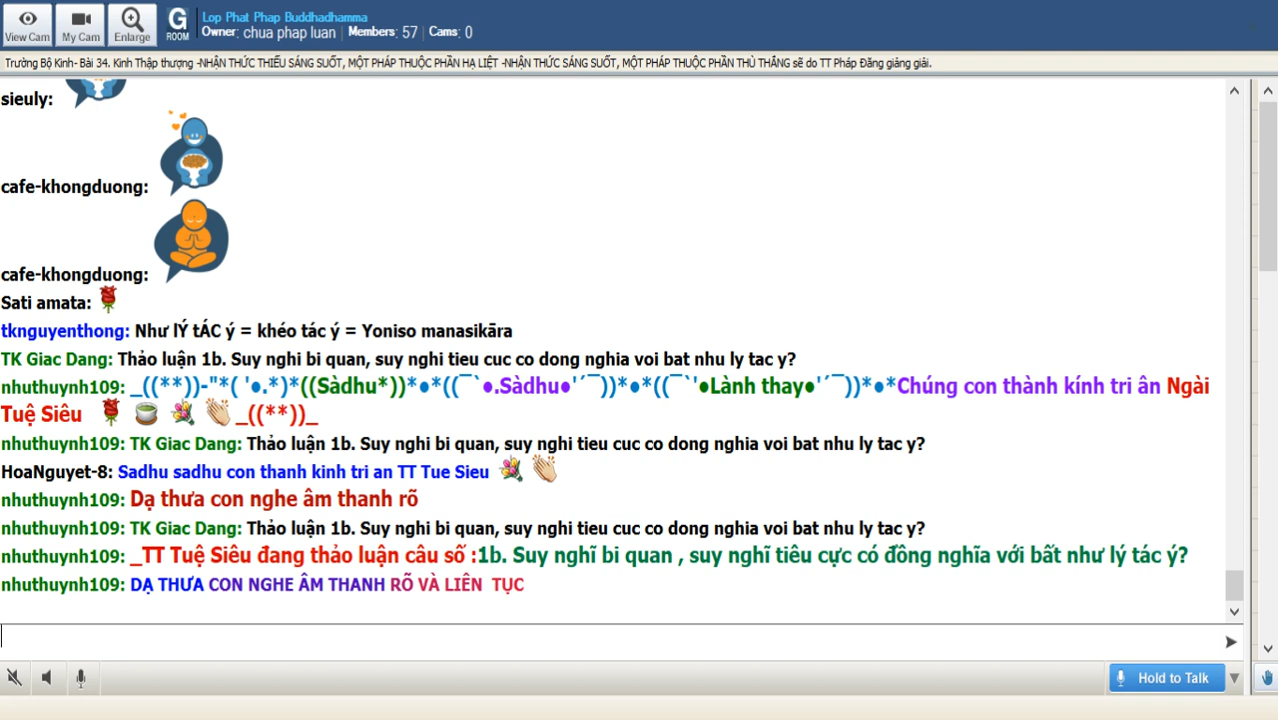 View Cam
My Cam
Enlarge
G
ROOM
Lop Phat Phap Buddhadhamma
Owner: chua phap luan | Members: 57 | Cams: 0
Trường Bộ Kinh- Bài 34. Kinh Thập thượng -NHẬN THỨC THIẾU SÁNG SUỐT, MỘT PHÁP THUỘC PHẦN HẠ LIỆT -NHẬN THỨC SÁNG SUỐT, MỘT PHÁP THUỘC PHẦN THÙ THẮNG sẽ do TT Pháp Đăng giảng giải.
sieuly:
cafe-khongduong:
cafe-khongduong:
Sati amata:
tknguyenthong: Như lÝ tÁC ý = khéo tác ý = Yoniso manasikāra
TK Giac Dang: Thảo luận 1b. Suy nghi bi quan, suy nghi tieu cuc co dong nghia voi bat nhu ly tac y?
nhuthuynh109: _((**))-"*( '●.*)*((Sàdhu*))*●*((¯`●.Sàdhu●'´¯))*●*((¯`'●Lành thay●'´¯))*●*Chúng con thành kính tri ân Ngài
Tuệ Siêu _((**))_
nhuthuynh109: TK Giac Dang: Thảo luận 1b. Suy nghi bi quan, suy nghi tieu cuc co dong nghia voi bat nhu ly tac y?
HoaNguyet-8: Sadhu sadhu con thanh kinh tri an TT Tue Sieu
nhuthuynh109: Dạ thưa con nghe âm thanh rõ
nhuthuynh109: TK Giac Dang: Thảo luận 1b. Suy nghi bi quan, suy nghi tieu cuc co dong nghia voi bat nhu ly tac y?
nhuthuynh109: _TT Tuệ Siêu đang thảo luận câu số :1b. Suy nghĩ bi quan , suy nghĩ tiêu cực có đồng nghĩa với bất như lý tác ý?
nhuthuynh109: DẠ THƯA CON NGHE ÂM THANH RÕ VÀ LIÊN TỤC
Hold to Talk